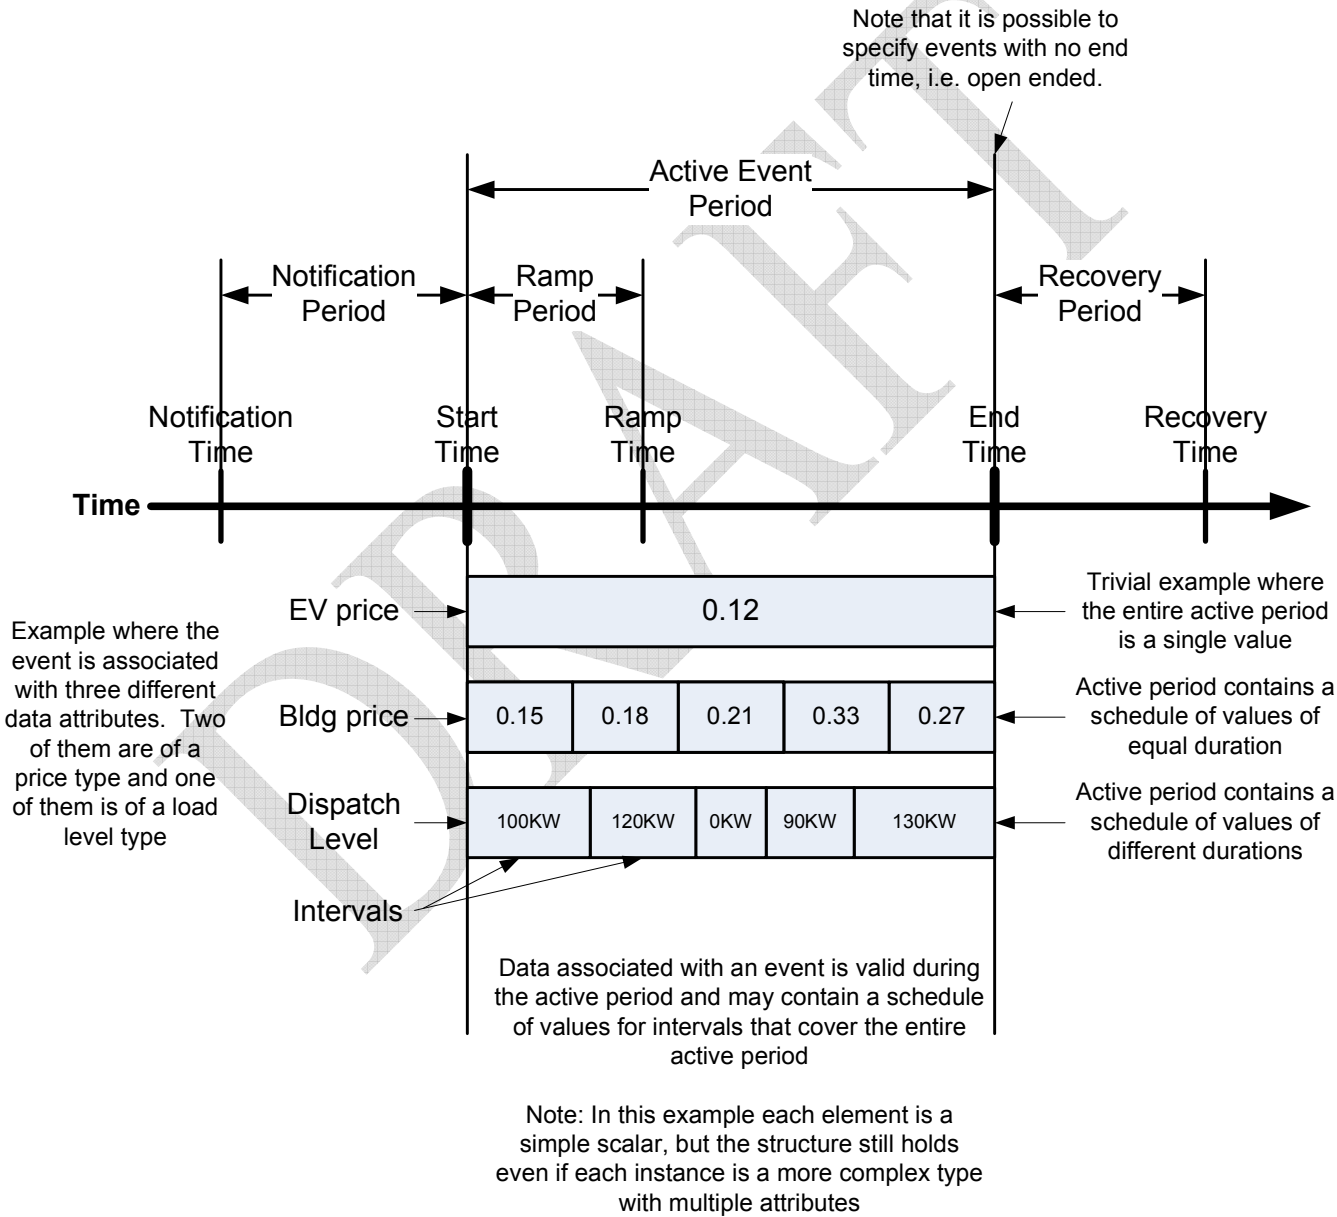 Note that it is possible to
specify events with no end
time, i.e. open ended.
Active Event
Period
Notification
Period
Ramp
Period
Recovery
Period
Notification
Time
Start
Time
Ramp
Time
End
Time
Recovery
Time
Time
EV price
0.12
Trivial example where
the entire active period
is a single value
Example where the
event is associated
with three different
data attributes. Two
of them are of a
price type and one
of them is of a load
level type
Bldg price
0.15 0.18 0.21 0.33 0.27
Active period contains a
schedule of values of
equal duration
Dispatch
Level
100KW 120KW 0KW 90KW 130KW
Active period contains a
schedule of values of
different durations
Intervals
Data associated with an event is valid during
the active period and may contain a schedule
of values for intervals that cover the entire
active period
Note: In this example each element is a
simple scalar, but the structure still holds
even if each instance is a more complex type
with multiple attributes
DRAFT